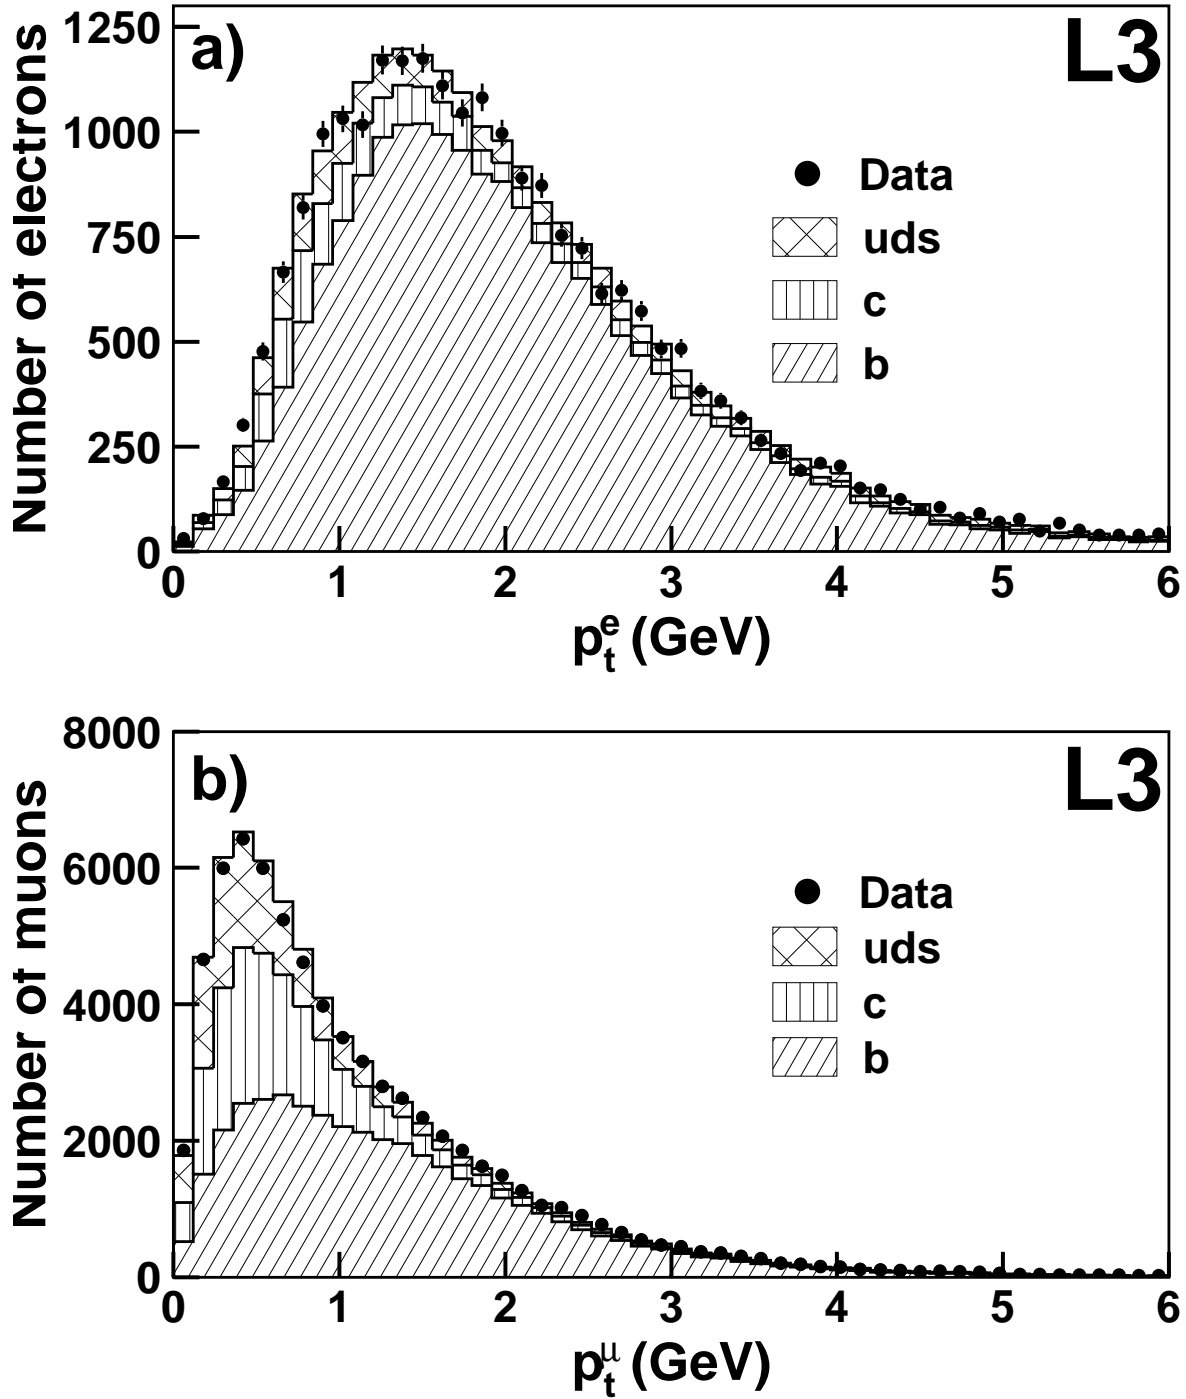 a)
L3
Number of electrons
1250
1000
750
500
250
0
Data
uds
c
b
0 1 2 3 4 5 6
p_t^e (GeV)
b)
L3
Number of muons
8000
6000
4000
2000
0
Data
uds
c
b
0 1 2 3 4 5 6
p_t^μ (GeV)